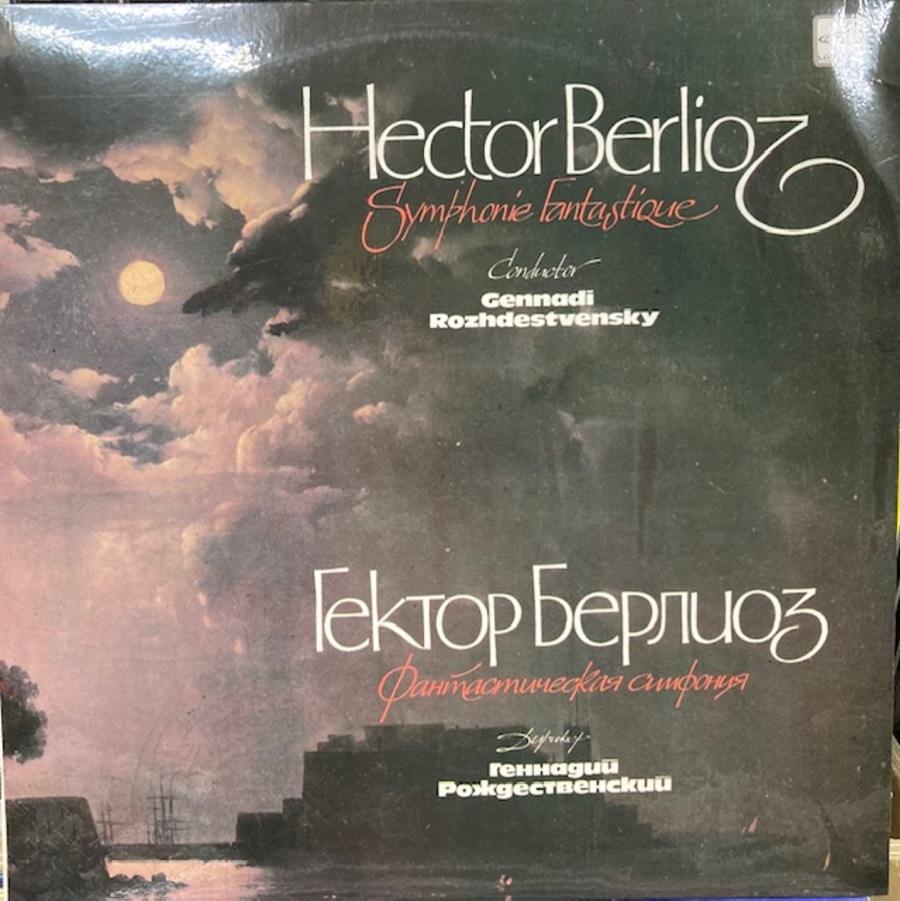 Hector Berlioz
Symphonie Fantastique
Conductor
Gennadi
Rozhdestvensky
Гектор Берлиоз
Фантастическая симфония
Дирижер
Геннадий
Рождественский